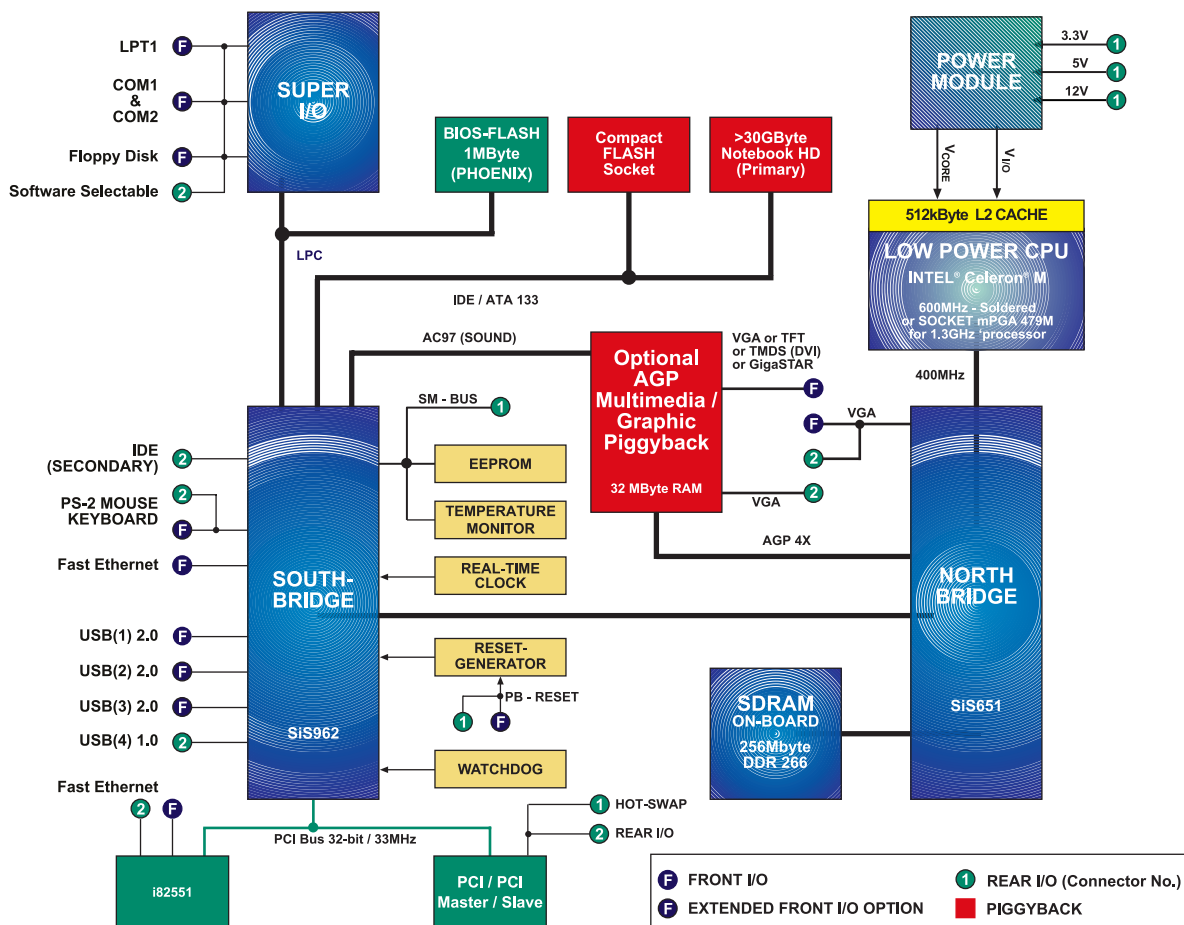 LPT1
F
COM1
&
COM2
F
Floppy Disk
F
Software Selectable
2
SUPER
I/O
BIOS-FLASH
1MByte
(PHOENIX)
Compact
FLASH
Socket
>30GByte
Notebook HD
(Primary)
POWER
MODULE
3.3V
1
5V
1
12V
1
VCORE
VI/O
512kByte L2 CACHE
LOW POWER CPU
INTEL® Celeron® M
600MHz - Soldered
or SOCKET mPGA 479M
for 1.3GHz 'processor
LPC
IDE / ATA 133
AC97 (SOUND)
400MHz
Optional
AGP
Multimedia /
Graphic
Piggyback
32 MByte RAM
VGA or TFT
or TMDS (DVI)
or GigaSTAR
F
F
VGA
2
VGA
2
AGP 4X
SM - BUS
1
EEPROM
TEMPERATURE
MONITOR
REAL-TIME
CLOCK
RESET-
GENERATOR
PB - RESET
1
F
WATCHDOG
IDE
(SECONDARY)
2
2
PS-2 MOUSE
KEYBOARD
F
Fast Ethernet
F
USB(1) 2.0
F
USB(2) 2.0
F
USB(3) 2.0
F
USB(4) 1.0
2
SOUTH-
BRIDGE
SiS962
NORTH
BRIDGE
SiS651
SDRAM
ON-BOARD
256Mbyte
DDR 266
Fast Ethernet
2
F
PCI Bus 32-bit / 33MHz
i82551
PCI / PCI
Master / Slave
1
HOT-SWAP
2
REAR I/O
F
FRONT I/O
1
REAR I/O (Connector No.)
F
EXTENDED FRONT I/O OPTION
PIGGYBACK